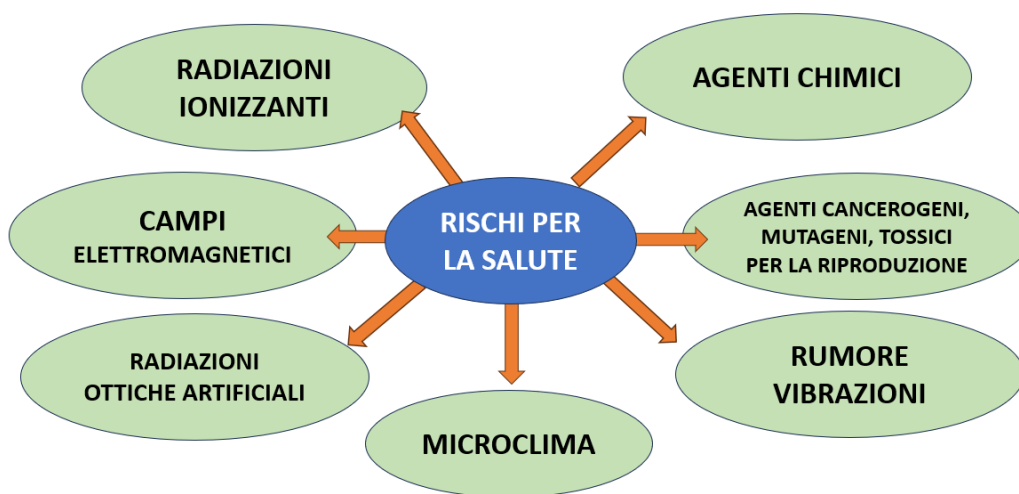 RADIAZIONI
IONIZZANTI
AGENTI CHIMICI
RISCHI PER
LA SALUTE
CAMPI
ELETTROMAGNETICI
AGENTI CANCEROGENI,
MUTAGENI, TOSSICI
PER LA RIPRODUZIONE
RADIAZIONI
OTTICHE ARTIFICIALI
RUMORE
VIBRAZIONI
MICROCLIMA